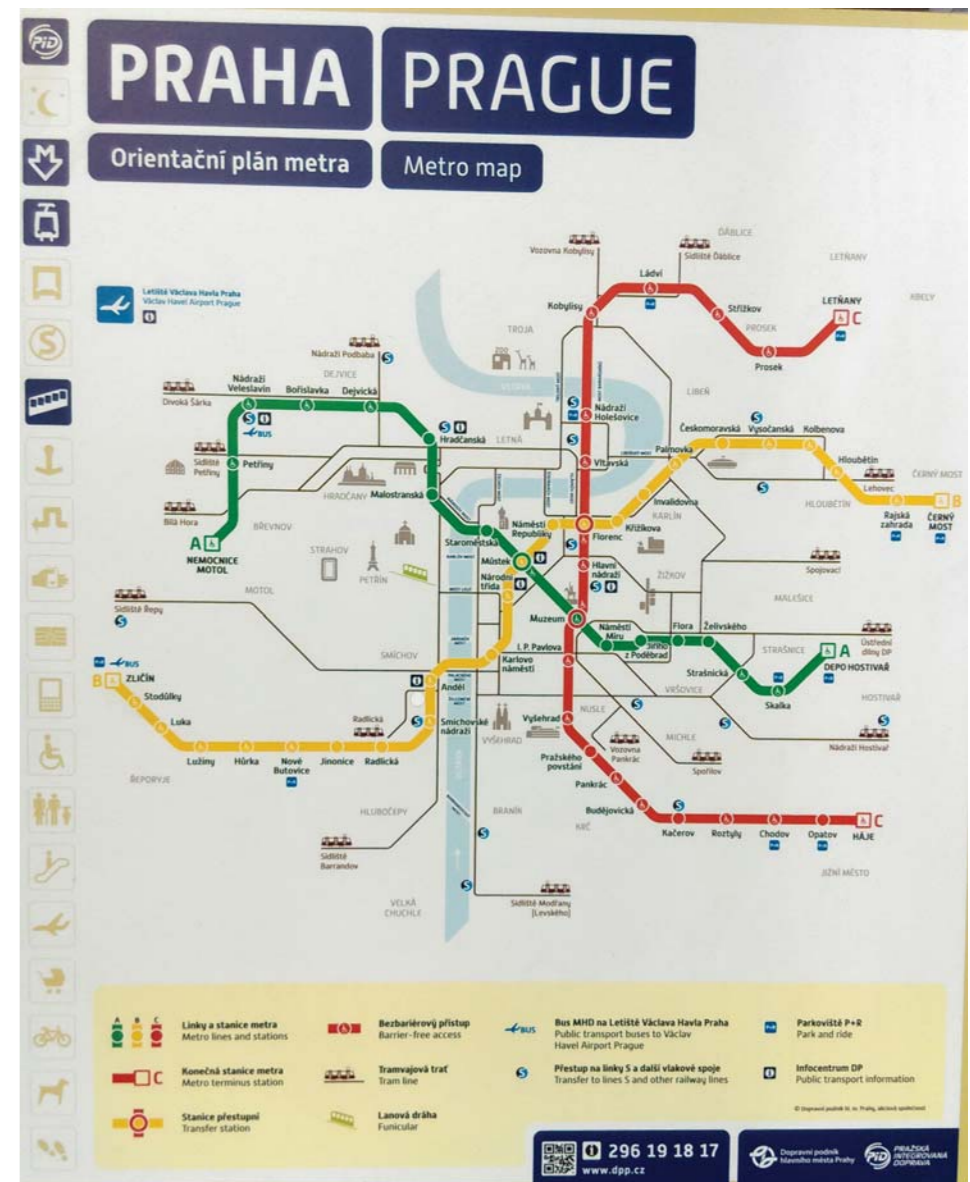 PiD
PRAHA
PRAGUE
Orientační plán metra
Metro map
Letiště Václava Havla Praha
Václav Havel Airport Prague
Vozovna Kobylisy
ĎÁBLICE
Sídliště Ďáblice
LETŇANY
Ládví
KBELY
Kobylisy
Střížkov
LETŇANY
C
TROJA
PROSEK
Prosek
ZOO
Nádraží Podbaba
DEJVICE
VLTAVA
LIBEŇ
Divoká Šárka
Nádraží
Veleslavín
Bořislavka
Dejvická
BUS
Nádraží
Holešovice
Českomoravská
Vysočanská
Kolbenova
Hradčanská
LETNÁ
Palmovka
Vltavská
Hloubětín
Sídliště
Petřiny
Petřiny
HRADČANY
Malostranská
Invalidovna
Lehovec
ČERNÝ MOST
HLOUBĚTÍN
B
Bílá Hora
BŘEVNOV
Náměstí
Republiky
KARLÍN
Křižíkova
Rajská
zahrada
ČERNÝ
MOST
A
NEMOCNICE
MOTOL
Staroměstská
Florenc
STRAHOV
PETŘÍN
Můstek
Hlavní
nádraží
ŽIŽKOV
Spojovací
Národní
třída
MOTOL
MALEŠICE
Sídliště Řepy
Muzeum
Náměstí
Míru
Jiřího
z Poděbrad
Flora
Želivského
Ústřední
dílny DP
SMÍCHOV
I. P. Pavlova
STRAŠNICE
A
DEPO HOSTIVAŘ
BUS
B
ZLIČÍN
Karlovo
náměstí
Strašnická
Stodůlky
Anděl
VRŠOVICE
Skalka
HOSTIVAŘ
Luka
Radlická
Smíchovské
nádraží
VYŠEHRAD
Vyšehrad
NUSLE
MICHLE
Nádraží Hostivař
Lužiny
Hůrka
Nové
Butovice
Jinonice
Radlická
Vozovna
Pankrác
Spořilov
ŘEPORYJE
Pražského
povstání
Pankrác
HLUBOČEPY
BRANÍK
Budějovická
KRČ
Kačerov
Roztyly
Chodov
Opatov
HÁJE
C
Sídliště
Barrandov
JIŽNÍ MĚSTO
VELKÁ
CHUCHLE
Sídliště Modřany
(Levského)
A B C
Linky a stanice metra
Metro lines and stations
C
Konečná stanice metra
Metro terminus station
Stanice přestupní
Transfer station
Bezbariérový přístup
Barrier-free access
Tramvajová trať
Tram line
Lanová dráha
Funicular
BUS
Bus MHD na Letiště Václava Havla Praha
Public transport buses to Václav
Havel Airport Prague
S
Přestup na linky S a další vlakové spoje
Transfer to lines S and other railway lines
P+R
Parkoviště P+R
Park and ride
Infocentrum DP
Public transport information
© Dopravní podnik hl. m. Prahy, akciová společnost
296 19 18 17
www.dpp.cz
Dopravní podnik
hlavního města Prahy
PiD
PRAŽSKÁ
INTEGROVANÁ
DOPRAVA